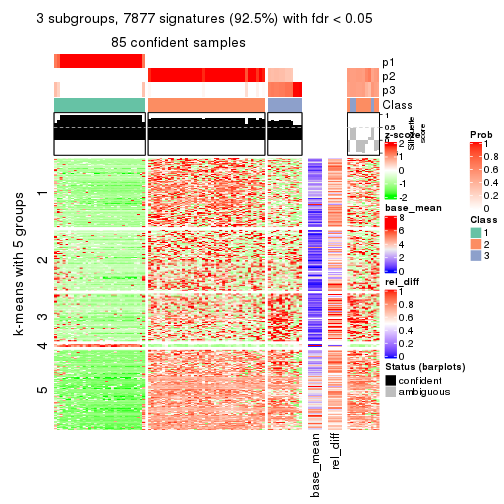 3 subgroups, 7877 signatures (92.5%) with fdr < 0.05
85 confident samples
p1
p2
p3
Class
1
0.5
0
Silhouette
score
k-means with 5 groups
1
2
3
4
5
base_mean
rel_diff
z-score
2
1
0
-1
-2
base_mean
8
6
4
2
0
rel_diff
1
0.8
0.6
0.4
0.2
0
Status (barplots)
confident
ambiguous
Prob
1
0.8
0.6
0.4
0.2
0
Class
1
2
3